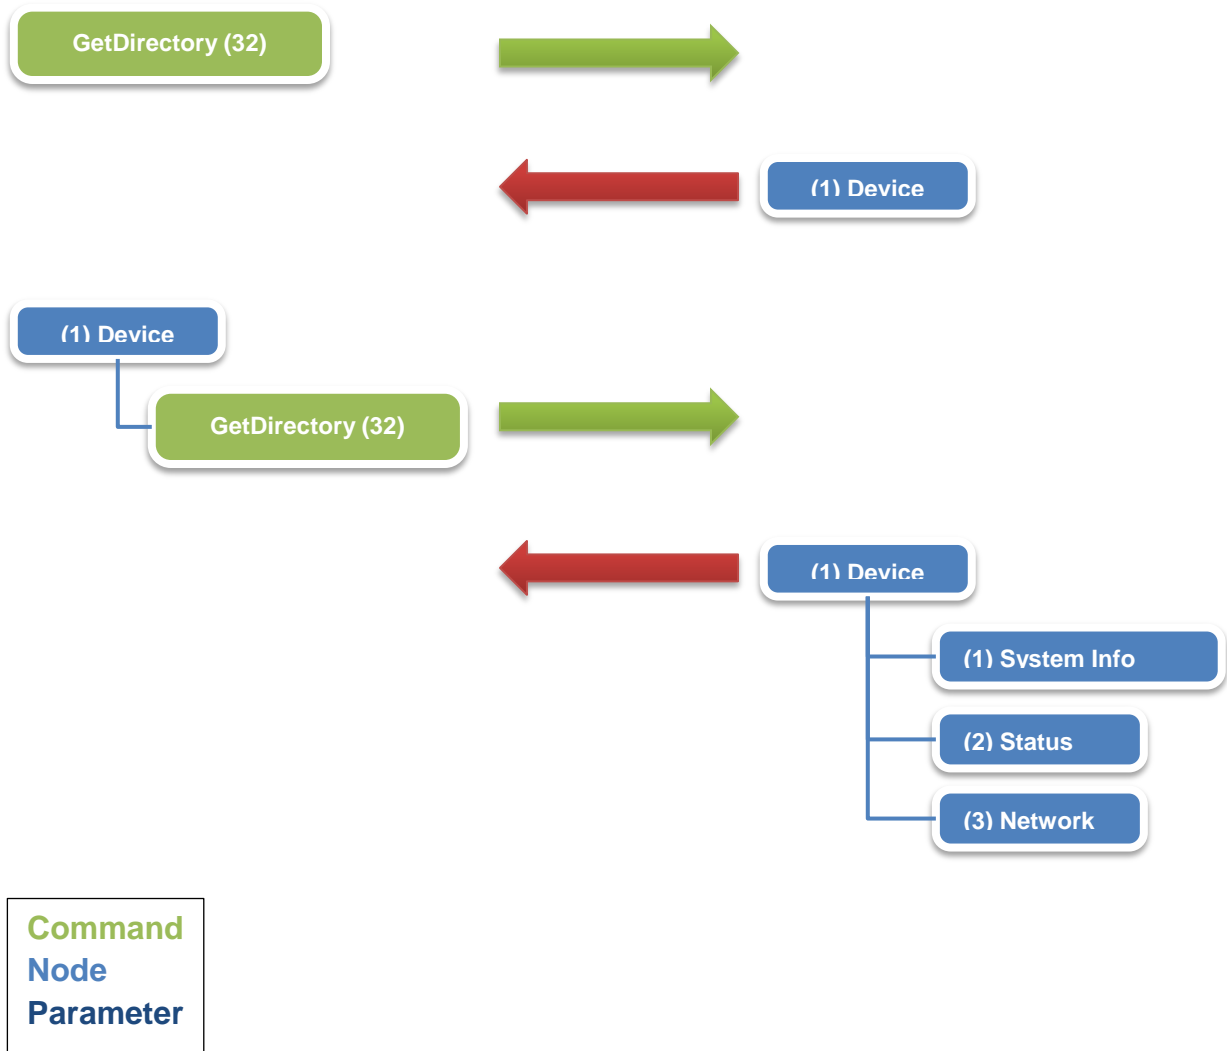 GetDirectory (32)
(1) Device
(1) Device
GetDirectory (32)
(1) Device
(1) System Info
(2) Status
(3) Network
Command
Node
Parameter